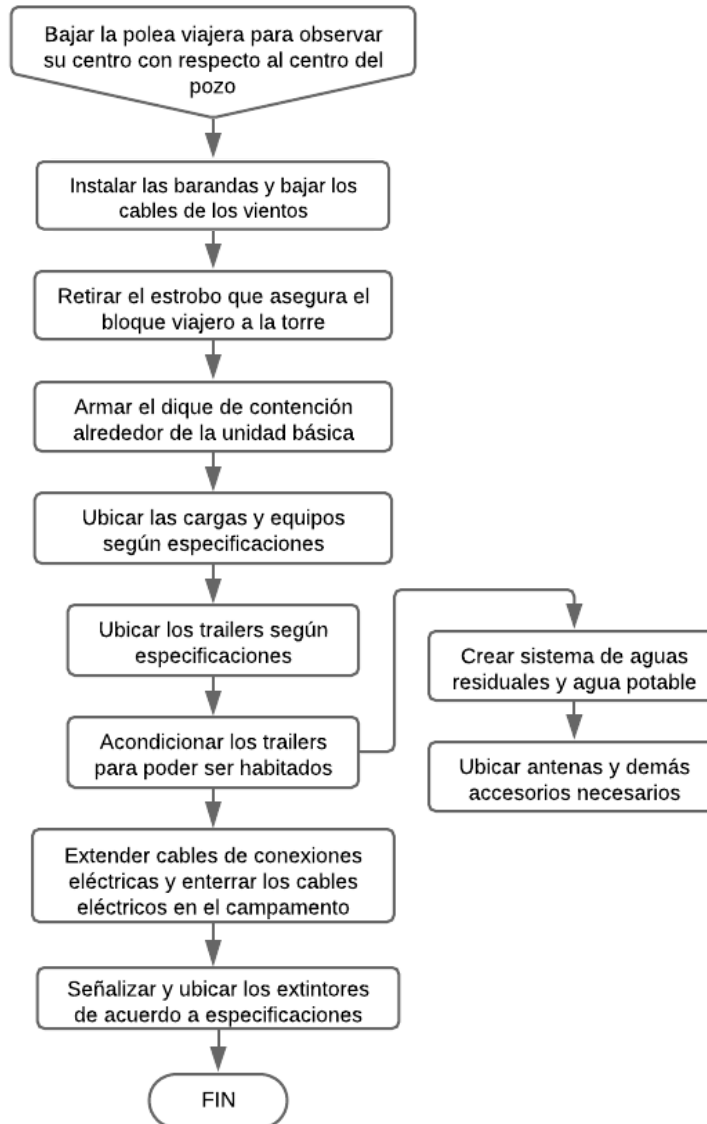 Bajar la polea viajera para observar
su centro con respecto al centro del
pozo
Instalar las barandas y bajar los
cables de los vientos
Retirar el estrobo que asegura el
bloque viajero a la torre
Armar el dique de contención
alrededor de la unidad básica
Ubicar las cargas y equipos
según especificaciones
Ubicar los trailers según
especificaciones
Acondicionar los trailers
para poder ser habitados
Crear sistema de aguas
residuales y agua potable
Ubicar antenas y demás
accesorios necesarios
Extender cables de conexiones
eléctricas y enterrar los cables
eléctricos en el campamento
Señalizar y ubicar los extintores
de acuerdo a especificaciones
FIN